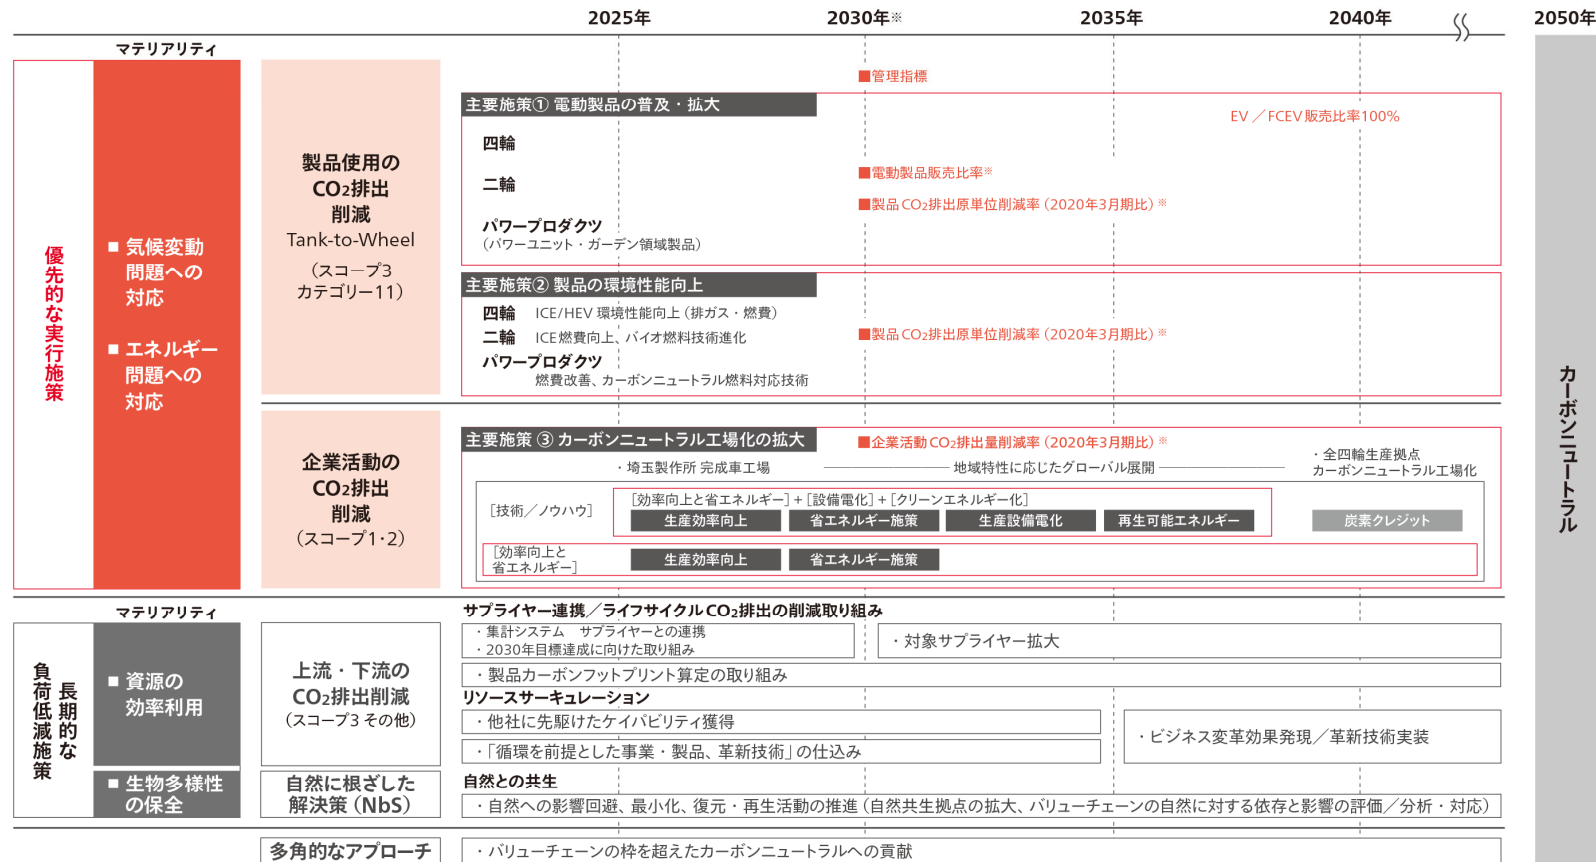 2025年
2030年※
2035年
2040年
2050年
マテリアリティ
優先的な実行施策
■ 気候変動
問題への
対応
■ エネルギー
問題への
対応
製品使用の
CO₂排出
削減
Tank-to-Wheel
（スコープ3
カテゴリー11）
■管理指標
主要施策① 電動製品の普及・拡大
EV／FCEV販売比率100%
四輪
二輪
■電動製品販売比率※
■製品CO₂排出原単位削減率（2020年3月期比）※
パワープロダクツ
（パワーユニット・ガーデン領域製品）
主要施策② 製品の環境性能向上
四輪 ICE/HEV 環境性能向上（排ガス・燃費）
二輪 ICE燃費向上、バイオ燃料技術進化
■製品CO₂排出原単位削減率（2020年3月期比）※
パワープロダクツ
燃費改善、カーボンニュートラル燃料対応技術
企業活動の
CO₂排出
削減
（スコープ1・2）
主要施策 ③ カーボンニュートラル工場化の拡大
■企業活動CO₂排出量削減率（2020年3月期比）※
・埼玉製作所 完成車工場
地域特性に応じたグローバル展開
・全四輪生産拠点
カーボンニュートラル工場化
［技術／ノウハウ］
［効率向上と省エネルギー］+［設備電化］+［クリーンエネルギー化］
生産効率向上
省エネルギー施策
生産設備電化
再生可能エネルギー
炭素クレジット
［効率向上と
省エネルギー］
生産効率向上
省エネルギー施策
カーボンニュートラル
マテリアリティ
長期的な
負荷低減施策
■ 資源の
効率利用
上流・下流の
CO₂排出削減
（スコープ3 その他）
サプライヤー連携／ライフサイクルCO₂排出の削減取り組み
・集計システム　サプライヤーとの連携
・2030年目標達成に向けた取り組み
・対象サプライヤー拡大
・製品カーボンフットプリント算定の取り組み
リソースサーキュレーション
・他社に先駆けたケイパビリティ獲得
・「循環を前提とした事業・製品、革新技術」の仕込み
・ビジネス変革効果発現／革新技術実装
■ 生物多様性
の保全
自然に根ざした
解決策（NbS）
自然との共生
・自然への影響回避、最小化、復元・再生活動の推進（自然共生拠点の拡大、バリューチェーンの自然に対する依存と影響の評価／分析・対応）
多角的なアプローチ
・バリューチェーンの枠を超えたカーボンニュートラルへの貢献